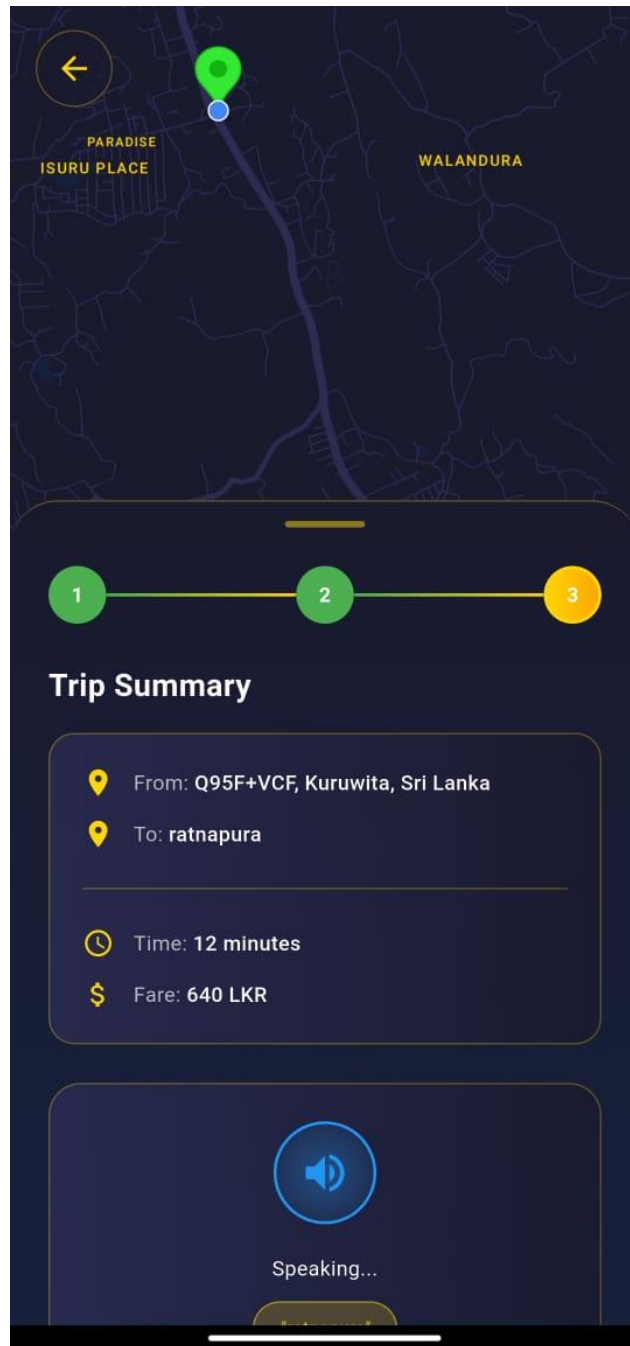 PARADISE
ISURU PLACE
WALANDURA
1
2
3
Trip Summary
From: Q95F+VCF, Kuruwita, Sri Lanka
To: ratnapura
Time: 12 minutes
Fare: 640 LKR
Speaking...